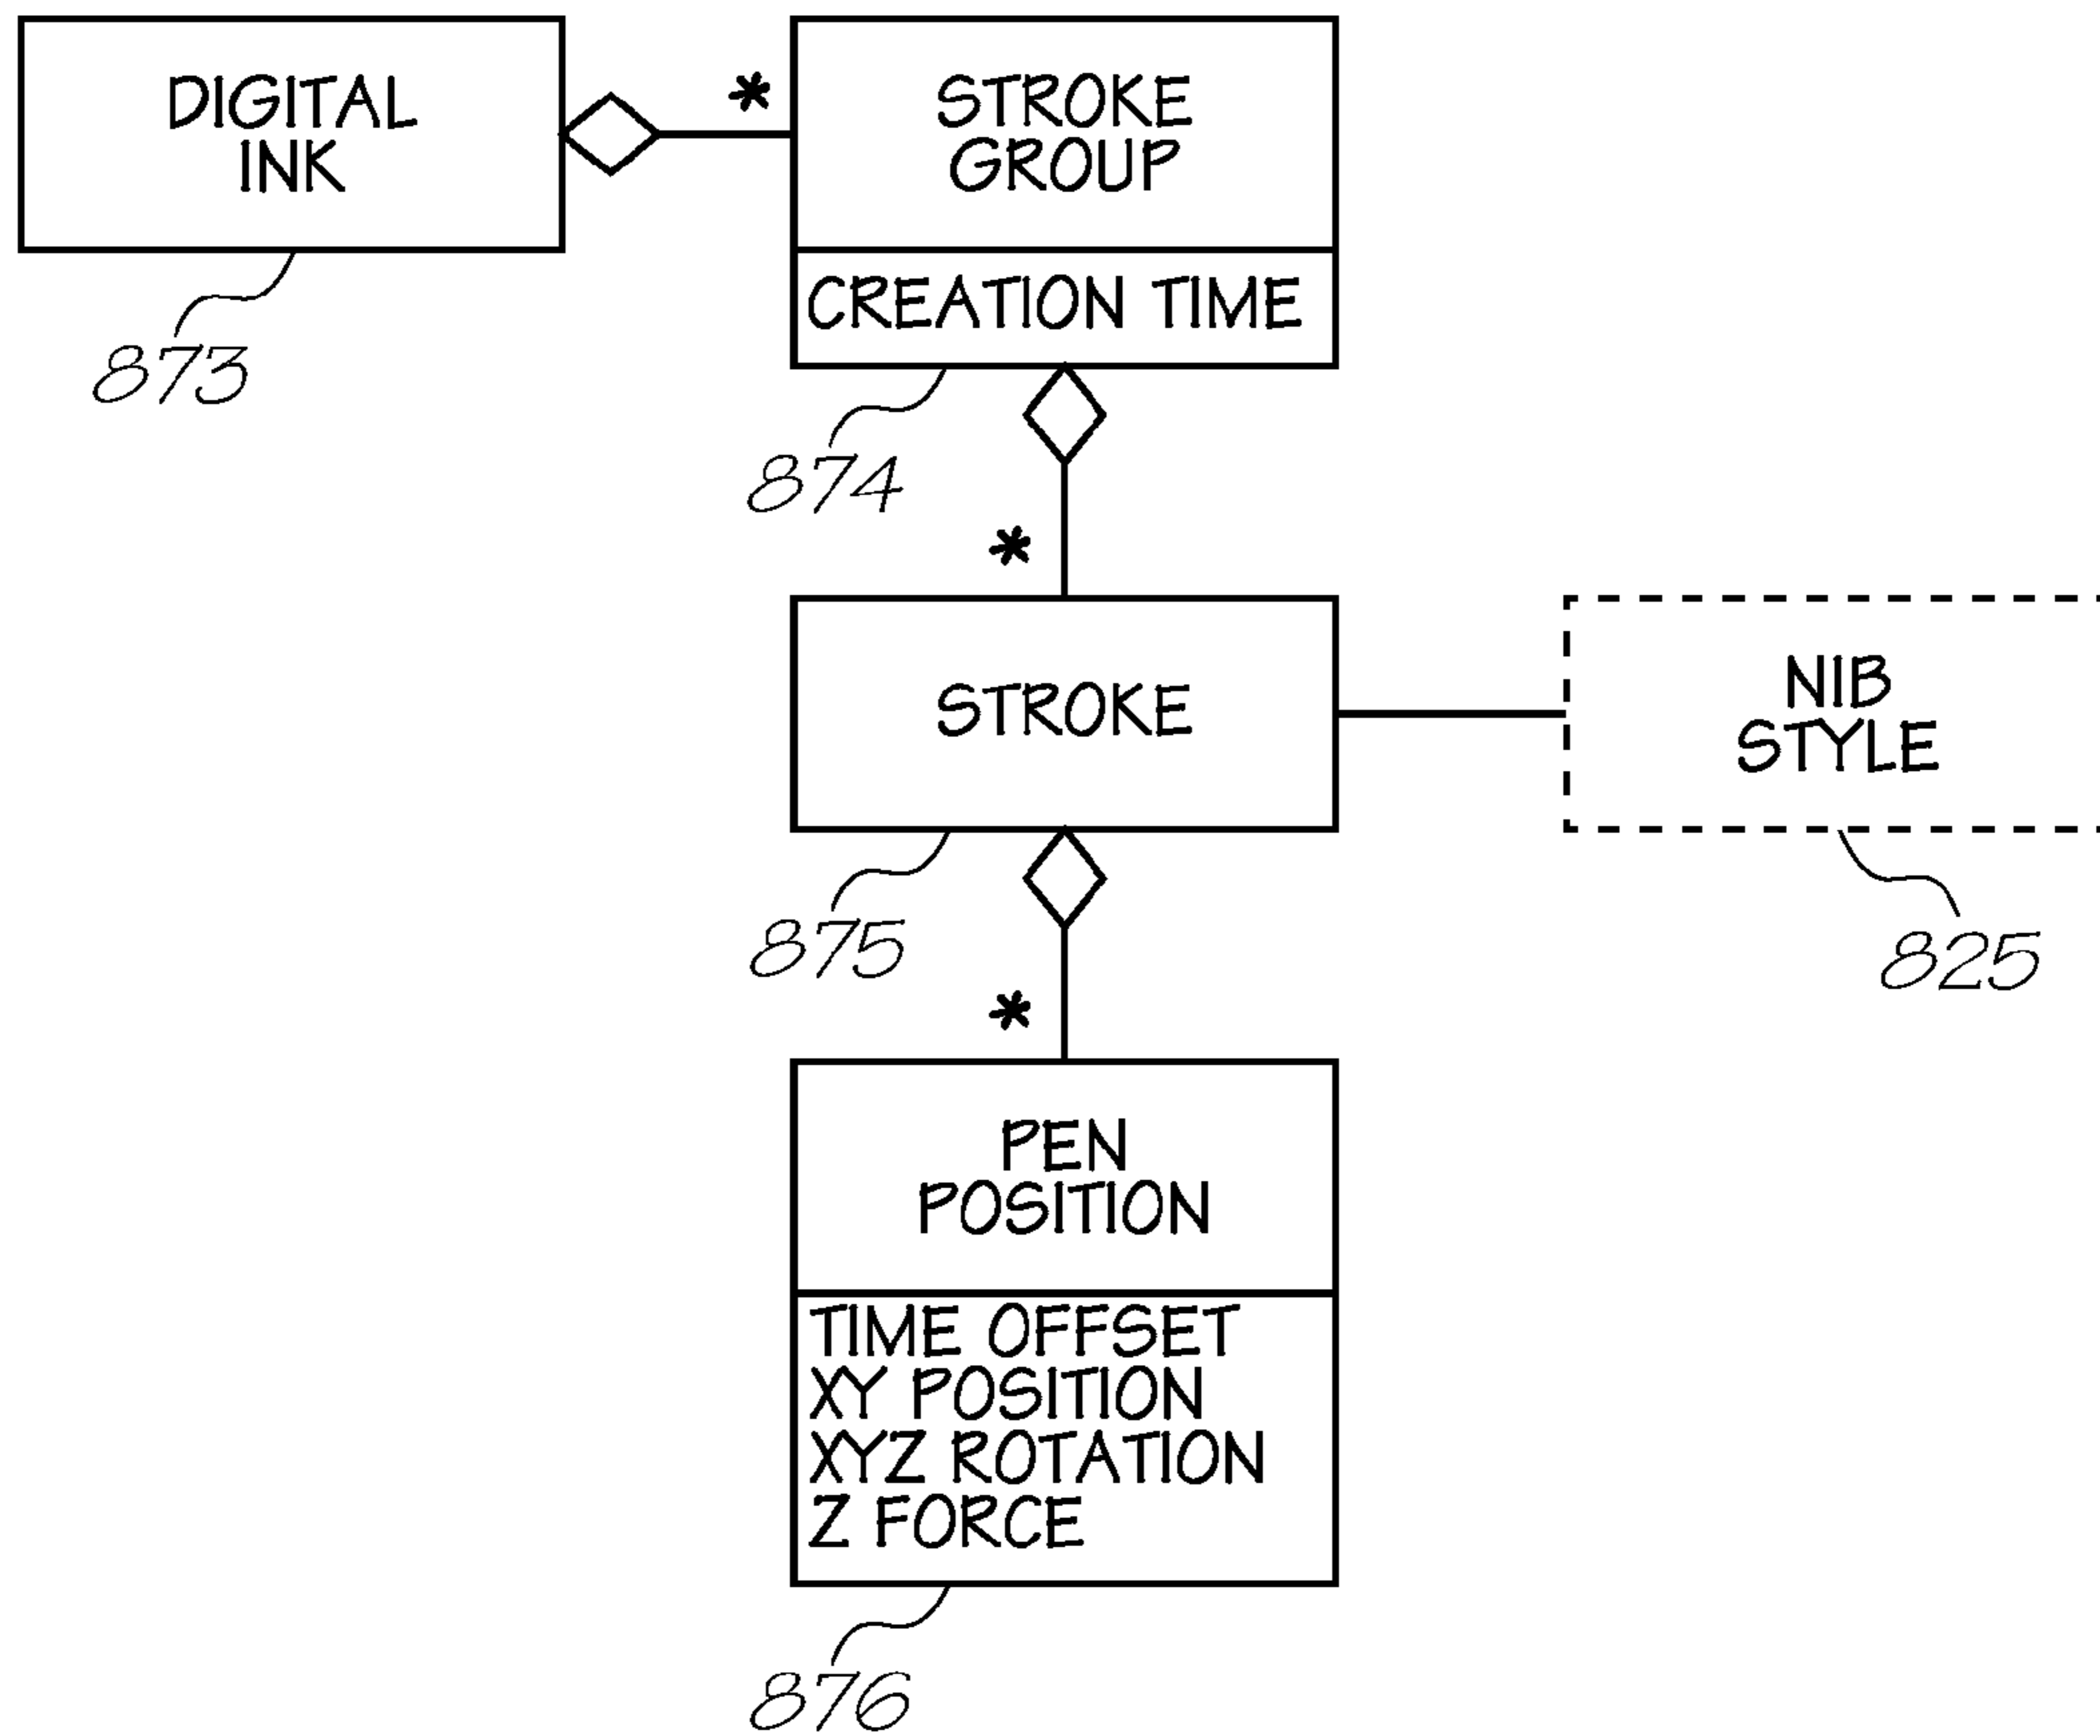 DIGITAL
INK
*
STROKE
GROUP
CREATION TIME
873
874
*
STROKE
NIB
STYLE
875
825
*
PEN
POSITION
TIME OFFSET
XY POSITION
XYZ ROTATION
Z FORCE
876